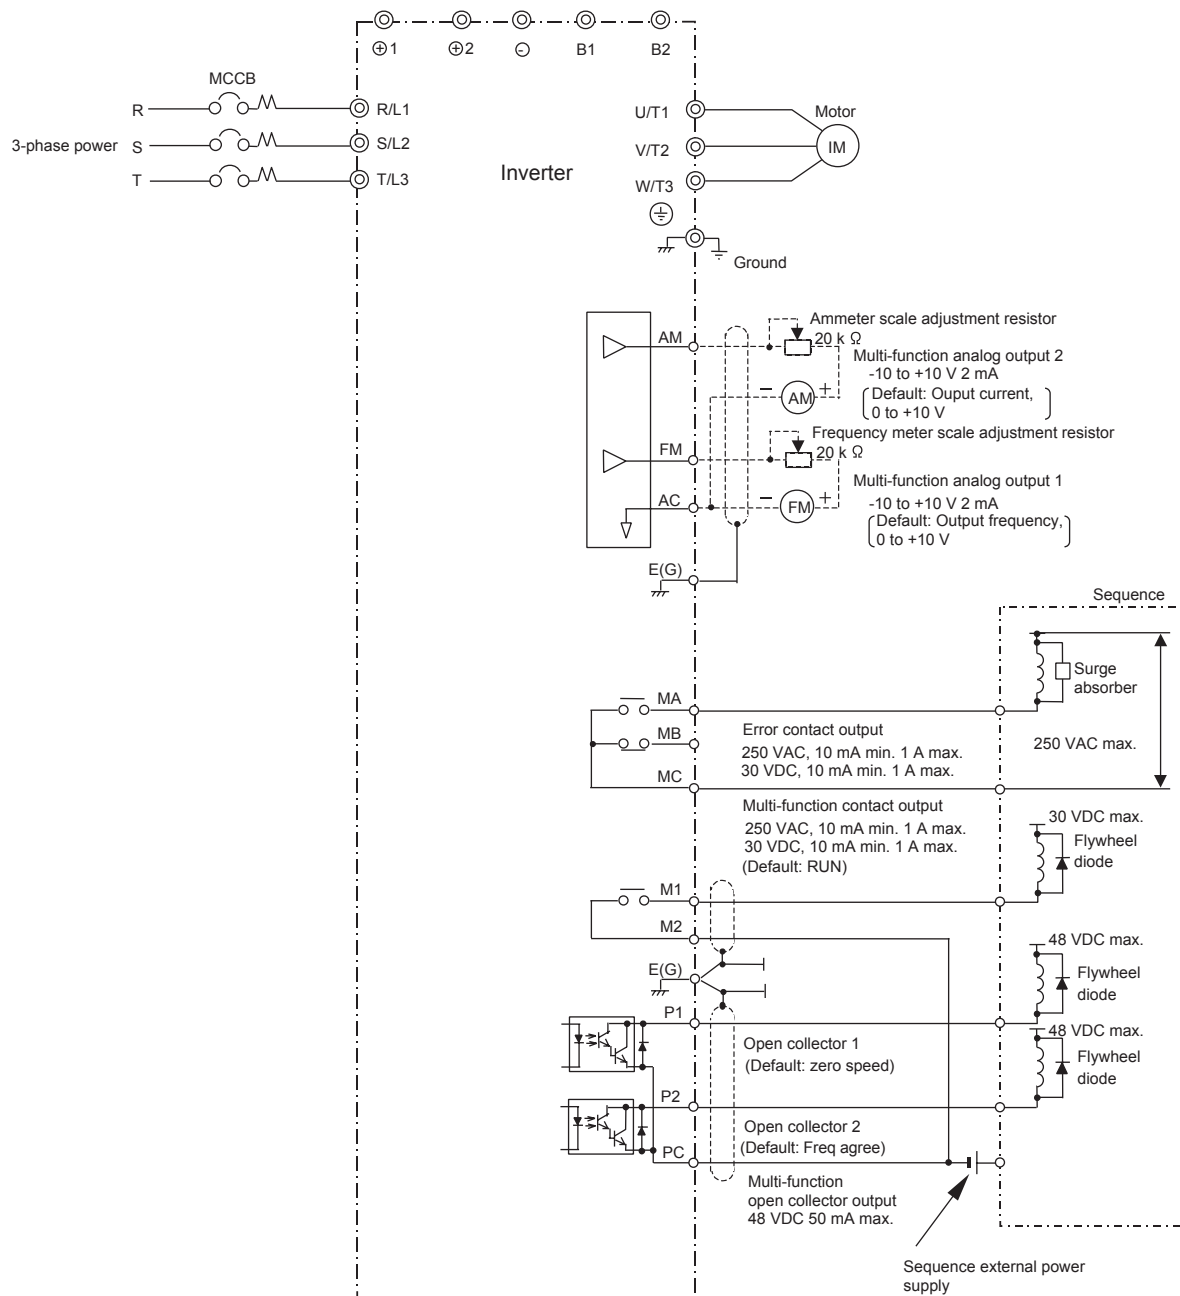 ⊕1
⊕2
⊖
B1
B2
MCCB
R
R/L1
3-phase power
S
S/L2
T
T/L3
Inverter
U/T1
V/T2
W/T3
Motor
IM
Ground
AM
Ammeter scale adjustment resistor
20 k Ω
Multi-function analog output 2
-10 to +10 V 2 mA
Default: Ouput current,
0 to +10 V
− AM +
FM
Frequency meter scale adjustment resistor
20 k Ω
Multi-function analog output 1
-10 to +10 V 2 mA
Default: Output frequency,
0 to +10 V
AC
− FM +
E(G)
Sequence
Surge
absorber
250 VAC max.
MA
MB
MC
Error contact output
250 VAC, 10 mA min. 1 A max.
30 VDC, 10 mA min. 1 A max.
Multi-function contact output
250 VAC, 10 mA min. 1 A max.
30 VDC, 10 mA min. 1 A max.
(Default: RUN)
30 VDC max.
Flywheel
diode
M1
M2
E(G)
48 VDC max.
Flywheel
diode
P1
Open collector 1
(Default: zero speed)
48 VDC max.
Flywheel
diode
P2
Open collector 2
(Default: Freq agree)
PC
Multi-function
open collector output
48 VDC 50 mA max.
Sequence external power
supply